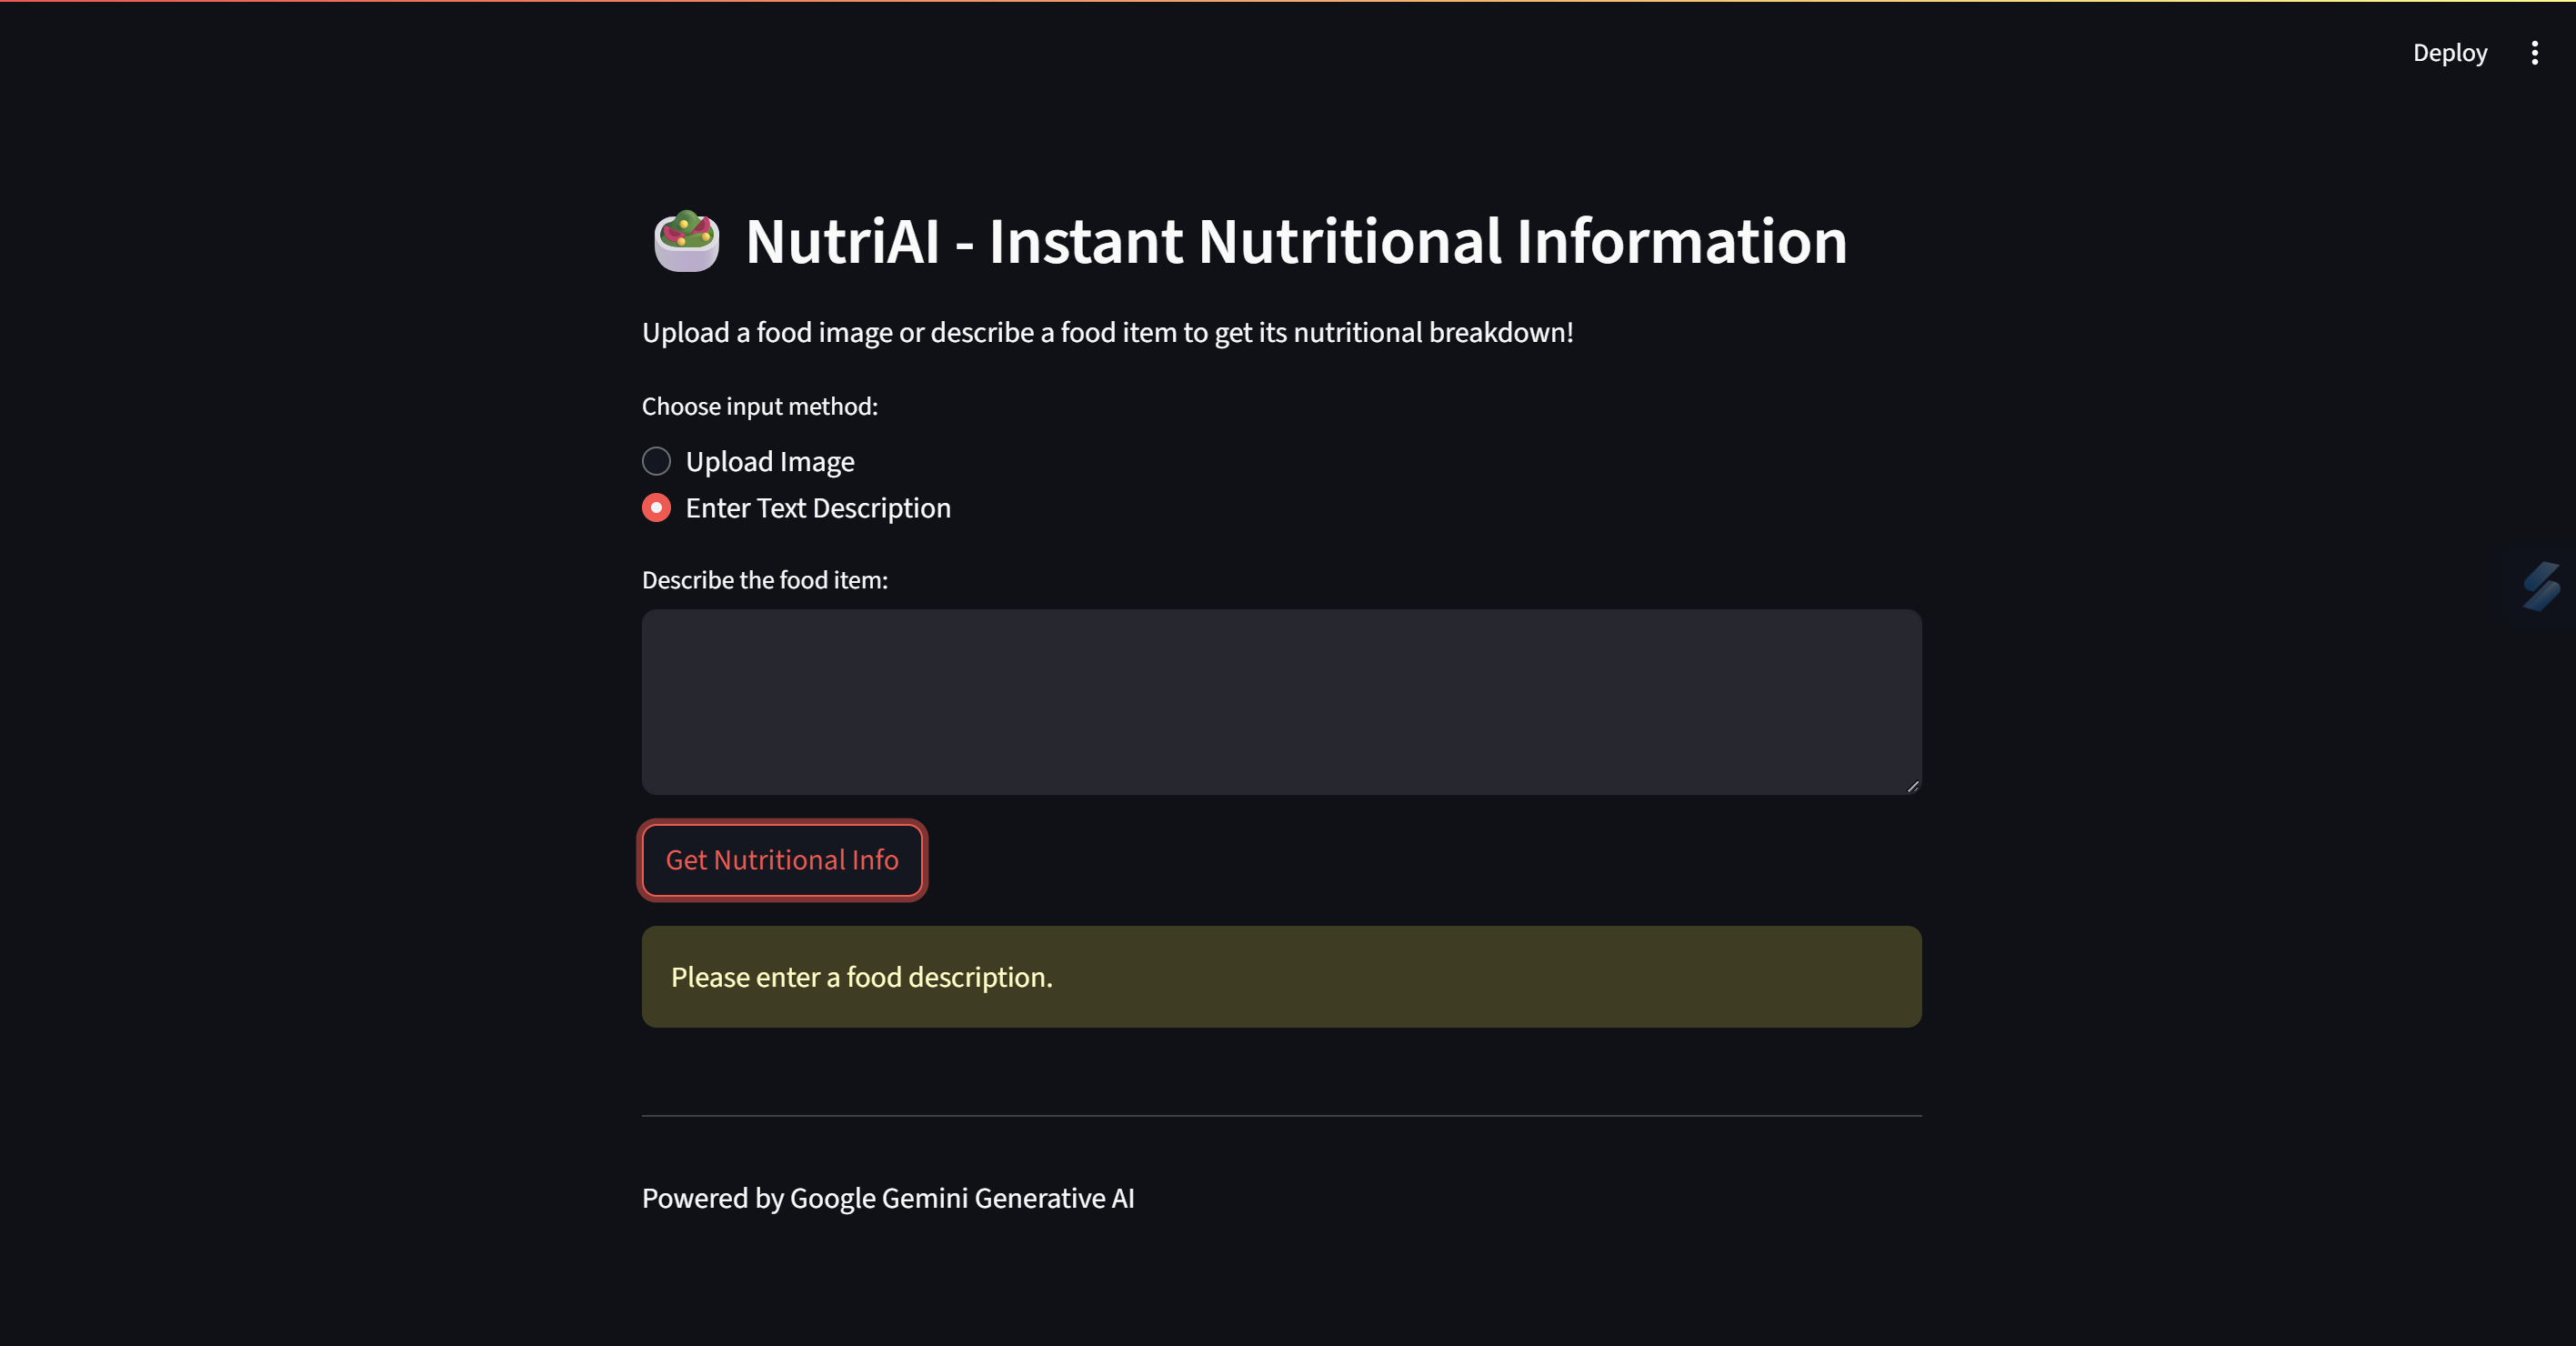 Deploy
NutriAI - Instant Nutritional Information
Upload a food image or describe a food item to get its nutritional breakdown!
Choose input method:
Upload Image
Enter Text Description
Describe the food item:
Get Nutritional Info
Please enter a food description.
Powered by Google Gemini Generative AI